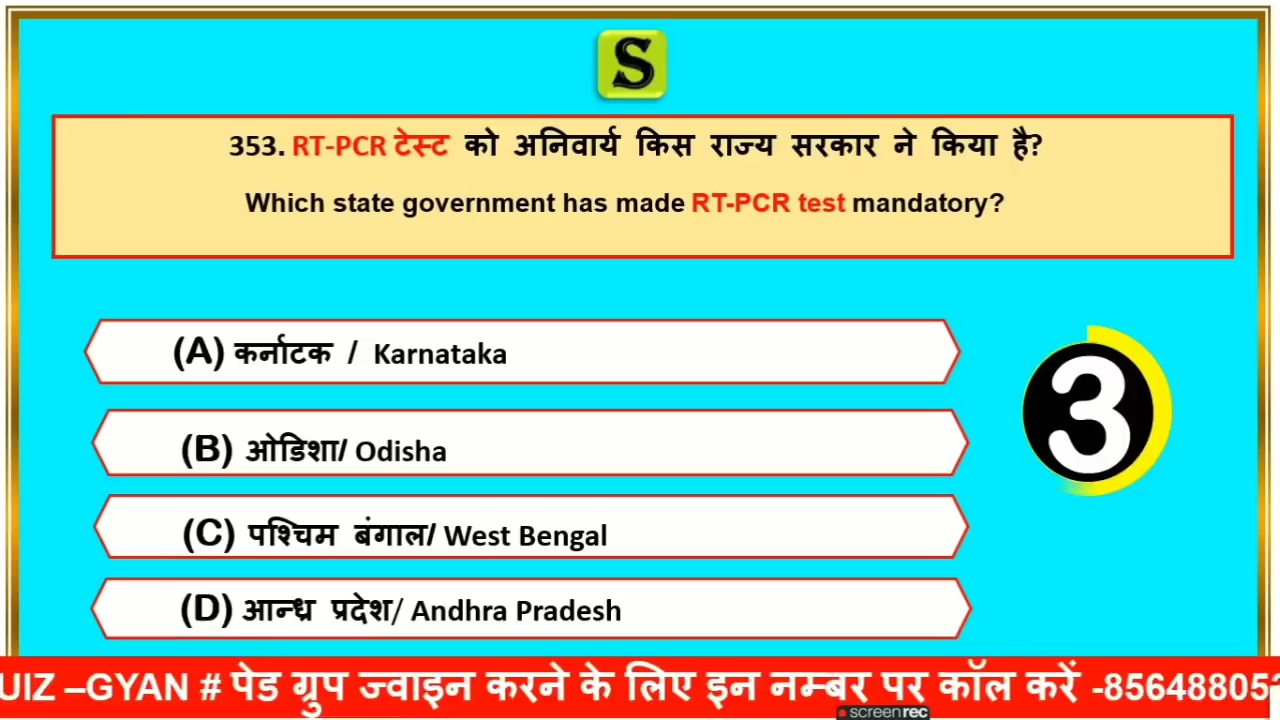 S
353. RT-PCR टेस्ट को अनिवार्य किस राज्य सरकार ने किया है?
Which state government has made RT-PCR test mandatory?
(A) कर्नाटक / Karnataka
3
(B) ओडिशा/ Odisha
(C) पश्चिम बंगाल/ West Bengal
(D) आन्ध्र प्रदेश/ Andhra Pradesh
UIZ –GYAN # पेड ग्रुप ज्वाइन करने के लिए इन नम्बर पर कॉल करें -85648805
screenrec